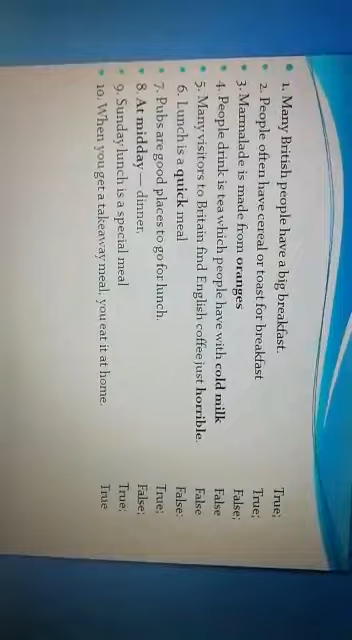 1. Many British people have a big breakfast. True;
2. People often have cereal or toast for breakfast True;
3. Marmalade is made from oranges False;
4. People drink is tea which people have with cold milk False
5. Many visitors to Britain find English coffee just horrible. False
6. Lunch is a quick meal False;
7. Pubs are good places to go for lunch. True;
8. At midday — dinner. False;
9. Sunday lunch is a special meal True;
10. When you get a takeaway meal, you eat it at home. True